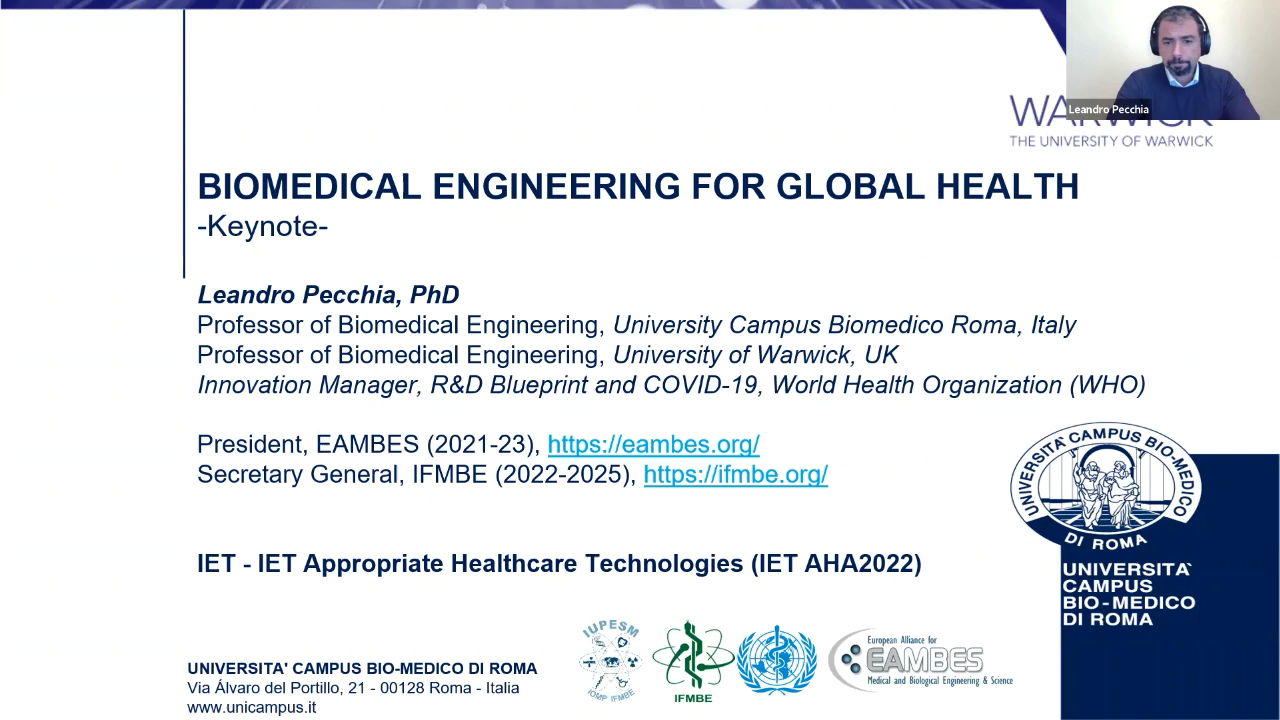 Leandro Pecchia
THE UNIVERSITY OF WARWICK
BIOMEDICAL ENGINEERING FOR GLOBAL HEALTH
-Keynote-
Leandro Pecchia, PhD
Professor of Biomedical Engineering, University Campus Biomedico Roma, Italy
Professor of Biomedical Engineering, University of Warwick, UK
Innovation Manager, R&D Blueprint and COVID-19, World Health Organization (WHO)
President, EAMBES (2021-23), https://eambes.org/
Secretary General, IFMBE (2022-2025), https://ifmbe.org/
IET - IET Appropriate Healthcare Technologies (IET AHA2022)
UNIVERSITÀ CAMPUS BIO-MEDICO
DI ROMA
UNIVERSITA`
CAMPUS
BIO-MEDICO
DI ROMA
IUPESM
IOMP IFMBE
IFMBE
European Alliance for
EAMBES
Medical and Biological Engineering & Science
UNIVERSITA' CAMPUS BIO-MEDICO DI ROMA
Via Álvaro del Portillo, 21 - 00128 Roma - Italia
www.unicampus.it